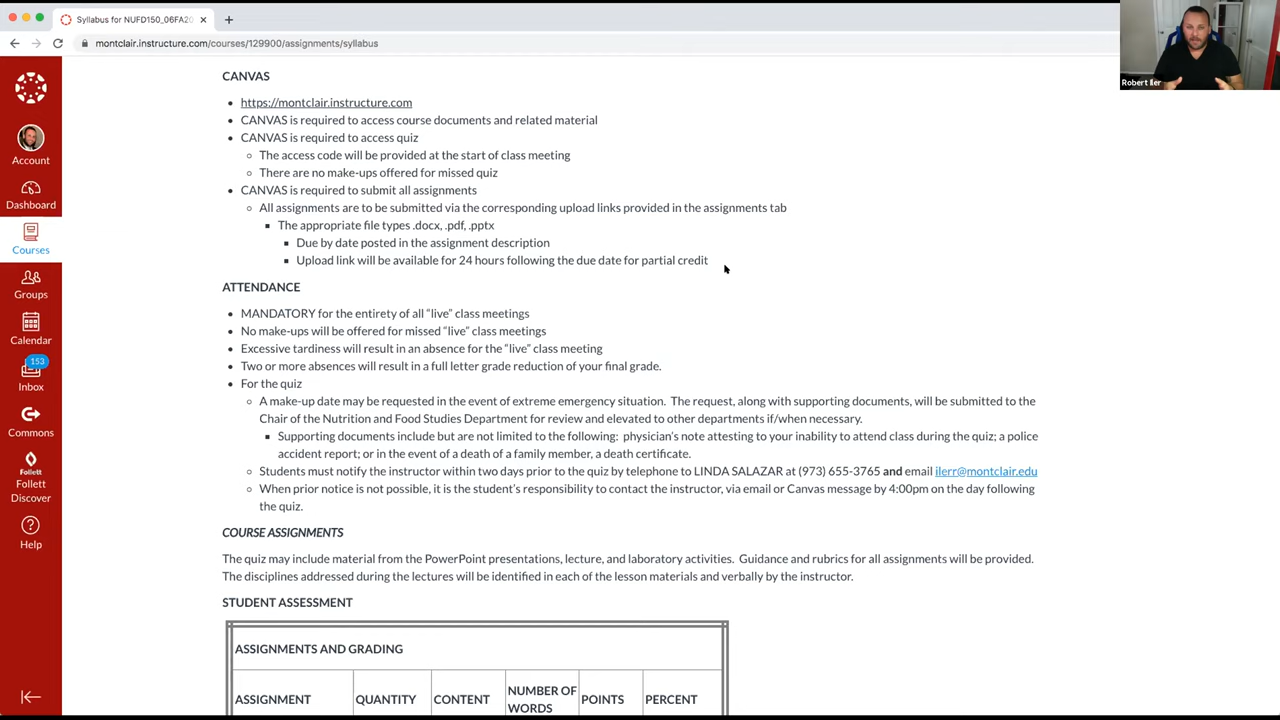 Syllabus for NUFD150_06FA20
montclair.instructure.com/courses/129900/assignments/syllabus
Account
Dashboard
Courses
Groups
Calendar
153
Inbox
Commons
Follett
Discover
Help
CANVAS
https://montclair.instructure.com
CANVAS is required to access course documents and related material
CANVAS is required to access quiz
The access code will be provided at the start of class meeting
There are no make-ups offered for missed quiz
CANVAS is required to submit all assignments
All assignments are to be submitted via the corresponding upload links provided in the assignments tab
The appropriate file types .docx, .pdf, .pptx
Due by date posted in the assignment description
Upload link will be available for 24 hours following the due date for partial credit
ATTENDANCE
MANDATORY for the entirety of all “live” class meetings
No make-ups will be offered for missed “live” class meetings
Excessive tardiness will result in an absence for the “live” class meeting
Two or more absences will result in a full letter grade reduction of your final grade.
For the quiz
A make-up date may be requested in the event of extreme emergency situation. The request, along with supporting documents, will be submitted to the
Chair of the Nutrition and Food Studies Department for review and elevated to other departments if/when necessary.
Supporting documents include but are not limited to the following: physician's note attesting to your inability to attend class during the quiz; a police
accident report; or in the event of a death of a family member, a death certificate.
Students must notify the instructor within two days prior to the quiz by telephone to LINDA SALAZAR at (973) 655-3765 and email ilerr@montclair.edu
When prior notice is not possible, it is the student's responsibility to contact the instructor, via email or Canvas message by 4:00pm on the day following
the quiz.
COURSE ASSIGNMENTS
The quiz may include material from the PowerPoint presentations, lecture, and laboratory activities. Guidance and rubrics for all assignments will be provided.
The disciplines addressed during the lectures will be identified in each of the lesson materials and verbally by the instructor.
STUDENT ASSESSMENT
ASSIGNMENTS AND GRADING
ASSIGNMENT QUANTITY CONTENT NUMBER OF POINTS PERCENT
WORDS
Robert Iler